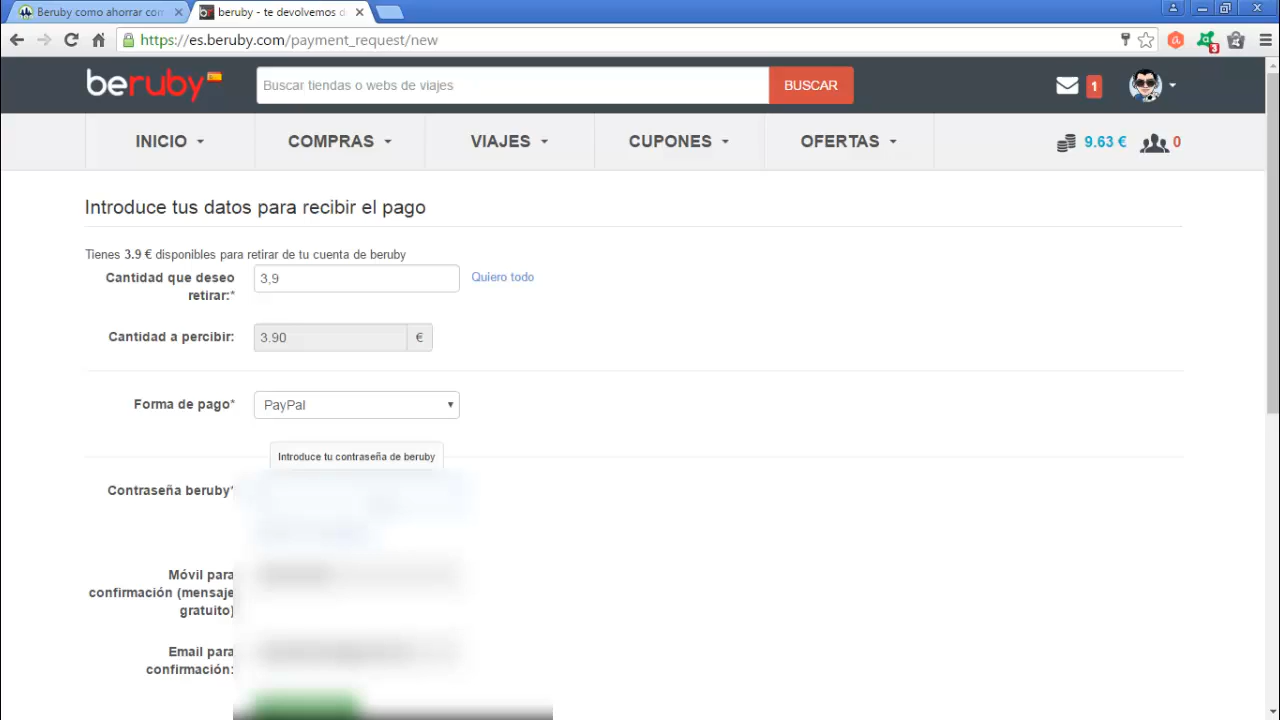 Beruby como ahorrar com
beruby - te devolvemos d
https://es.beruby.com/payment_request/new
3
beruby
Buscar tiendas o webs de viajes
BUSCAR
1
INICIO
COMPRAS
VIAJES
CUPONES
OFERTAS
9.63 €
0
Introduce tus datos para recibir el pago
Tienes 3.9 € disponibles para retirar de tu cuenta de beruby
Cantidad que deseo
retirar:*
3,9
Quiero todo
Cantidad a percibir:
3.90
€
Forma de pago*
PayPal
Introduce tu contraseña de beruby
Contraseña beruby*
Móvil para
confirmación (mensaje
gratuito)
Email para
confirmación: